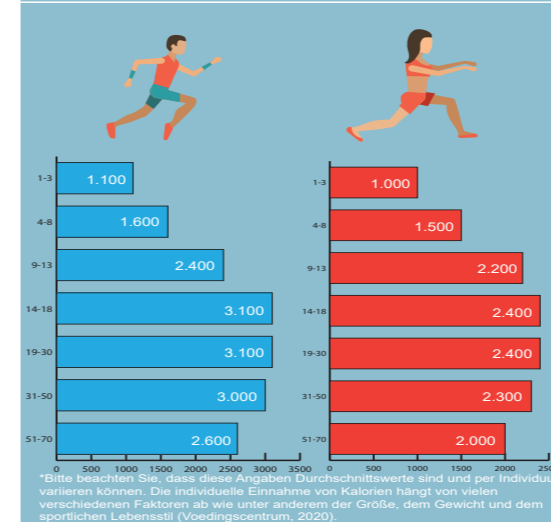 1-3 1.100
4-8 1.600
9-13 2.400
14-18 3.100
19-30 3.100
31-50 3.000
51-70 2.600
0 500 1000 1500 2000 2500 3000 3500
1-3 1.000
4-8 1.500
9-13 2.200
14-18 2.400
19-30 2.400
31-50 2.300
51-70 2.000
0 500 1000 1500 2000 250
*Bitte beachten Sie, dass diese Angaben Durchschnittswerte sind und per Individu
variieren können. Die individuelle Einnahme von Kalorien hängt von vielen
verschiedenen Faktoren ab wie unter anderem der Größe, dem Gewicht und dem
sportlichen Lebensstil (Voedingscentrum, 2020).